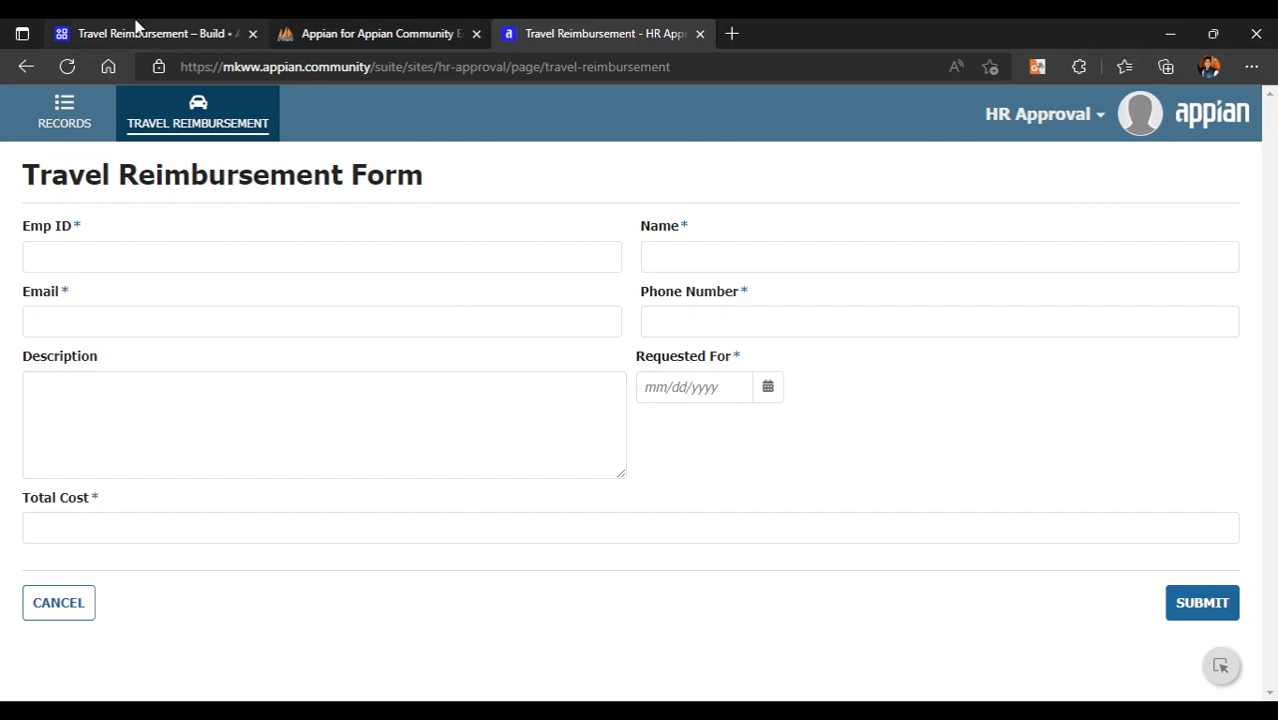 Travel Reimbursement – Build - A
Appian for Appian Community E
Travel Reimbursement - HR App
https://mkww.appian.community/suite/sites/hr-approval/page/travel-reimbursement
RECORDS
TRAVEL REIMBURSEMENT
HR Approval
appian
Travel Reimbursement Form
Emp ID*
Name*
Email*
Phone Number*
Description
Requested For*
mm/dd/yyyy
Total Cost*
CANCEL
SUBMIT